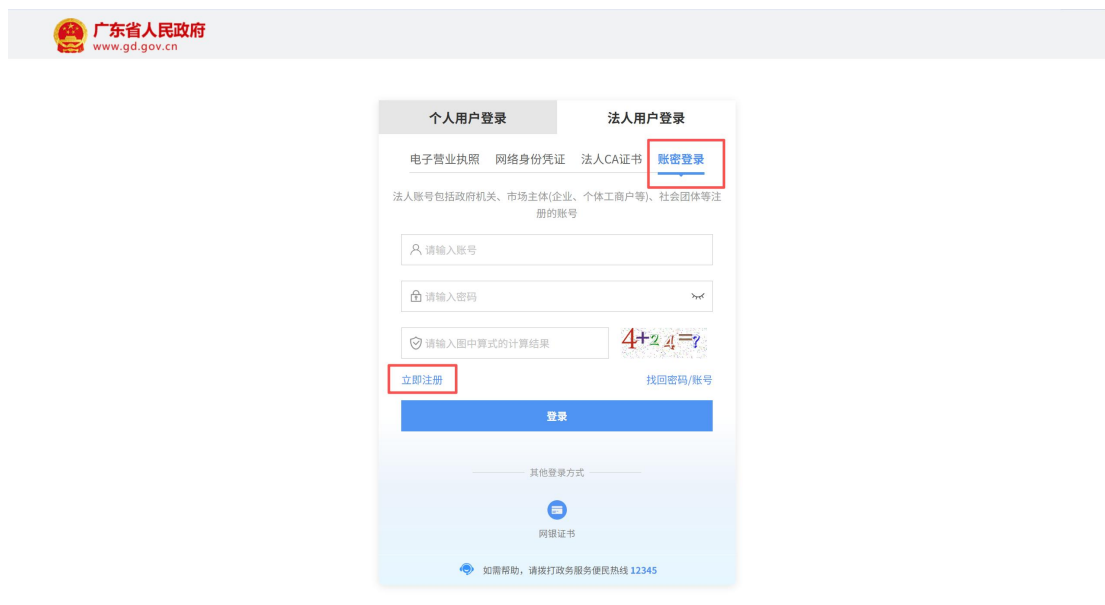 广东省人民政府
www.gd.gov.cn
个人用户登录
法人用户登录
电子营业执照
网络身份凭证
法人CA证书
账密登录
法人账号包括政府机关、市场主体(企业、个体工商户等)、社会团体等注
册的账号
请输入账号
请输入密码
请输入图中算式的计算结果
4+24=?
立即注册
找回密码/账号
登录
其他登录方式
网银证书
如需帮助，请拨打政务服务便民热线 12345